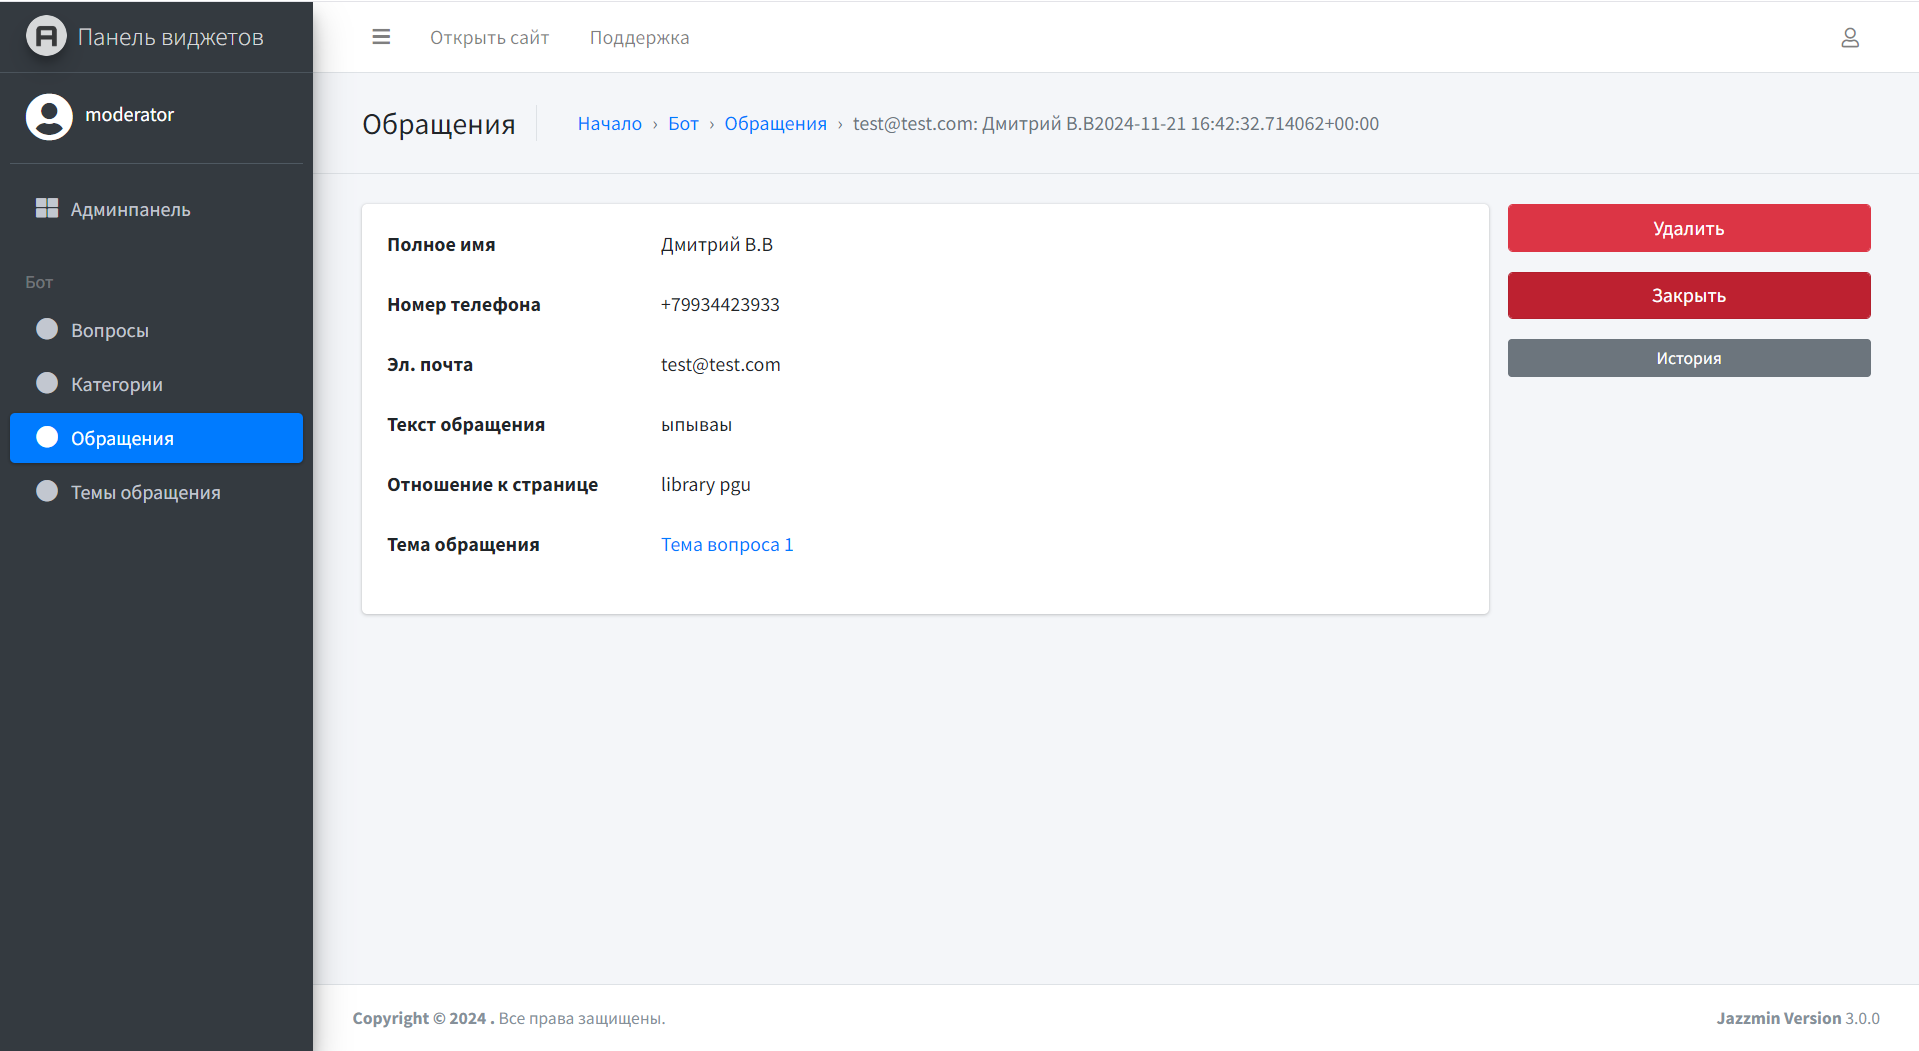 Панель виджетов
Открыть сайт Поддержка
moderator
Обращения
Начало › Бот › Обращения › test@test.com: Дмитрий В.В2024-11-21 16:42:32.714062+00:00
Админпанель
Бот
Вопросы
Категории
Обращения
Темы обращения
Полное имя Дмитрий В.В
Номер телефона +79934423933
Эл. почта test@test.com
Текст обращения ыпываы
Отношение к странице library pgu
Тема обращения Тема вопроса 1
Удалить
Закрыть
История
Copyright © 2024 . Все права защищены.
Jazzmin Version 3.0.0